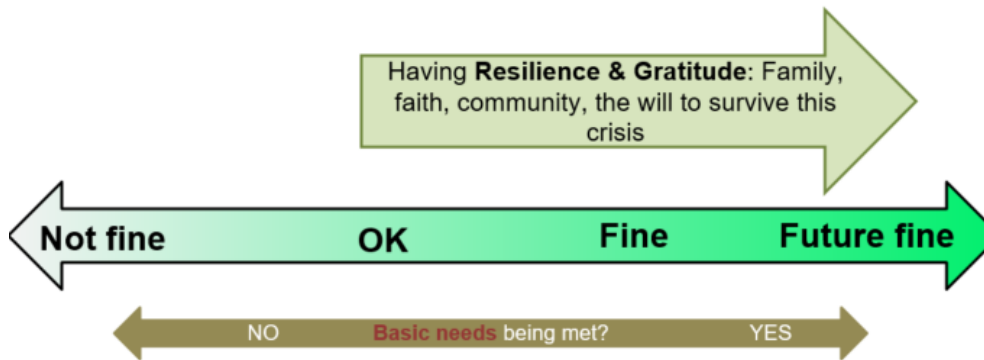 Having Resilience & Gratitude: Family,
faith, community, the will to survive this
crisis
Not fine OK Fine Future fine
NO Basic needs being met? YES